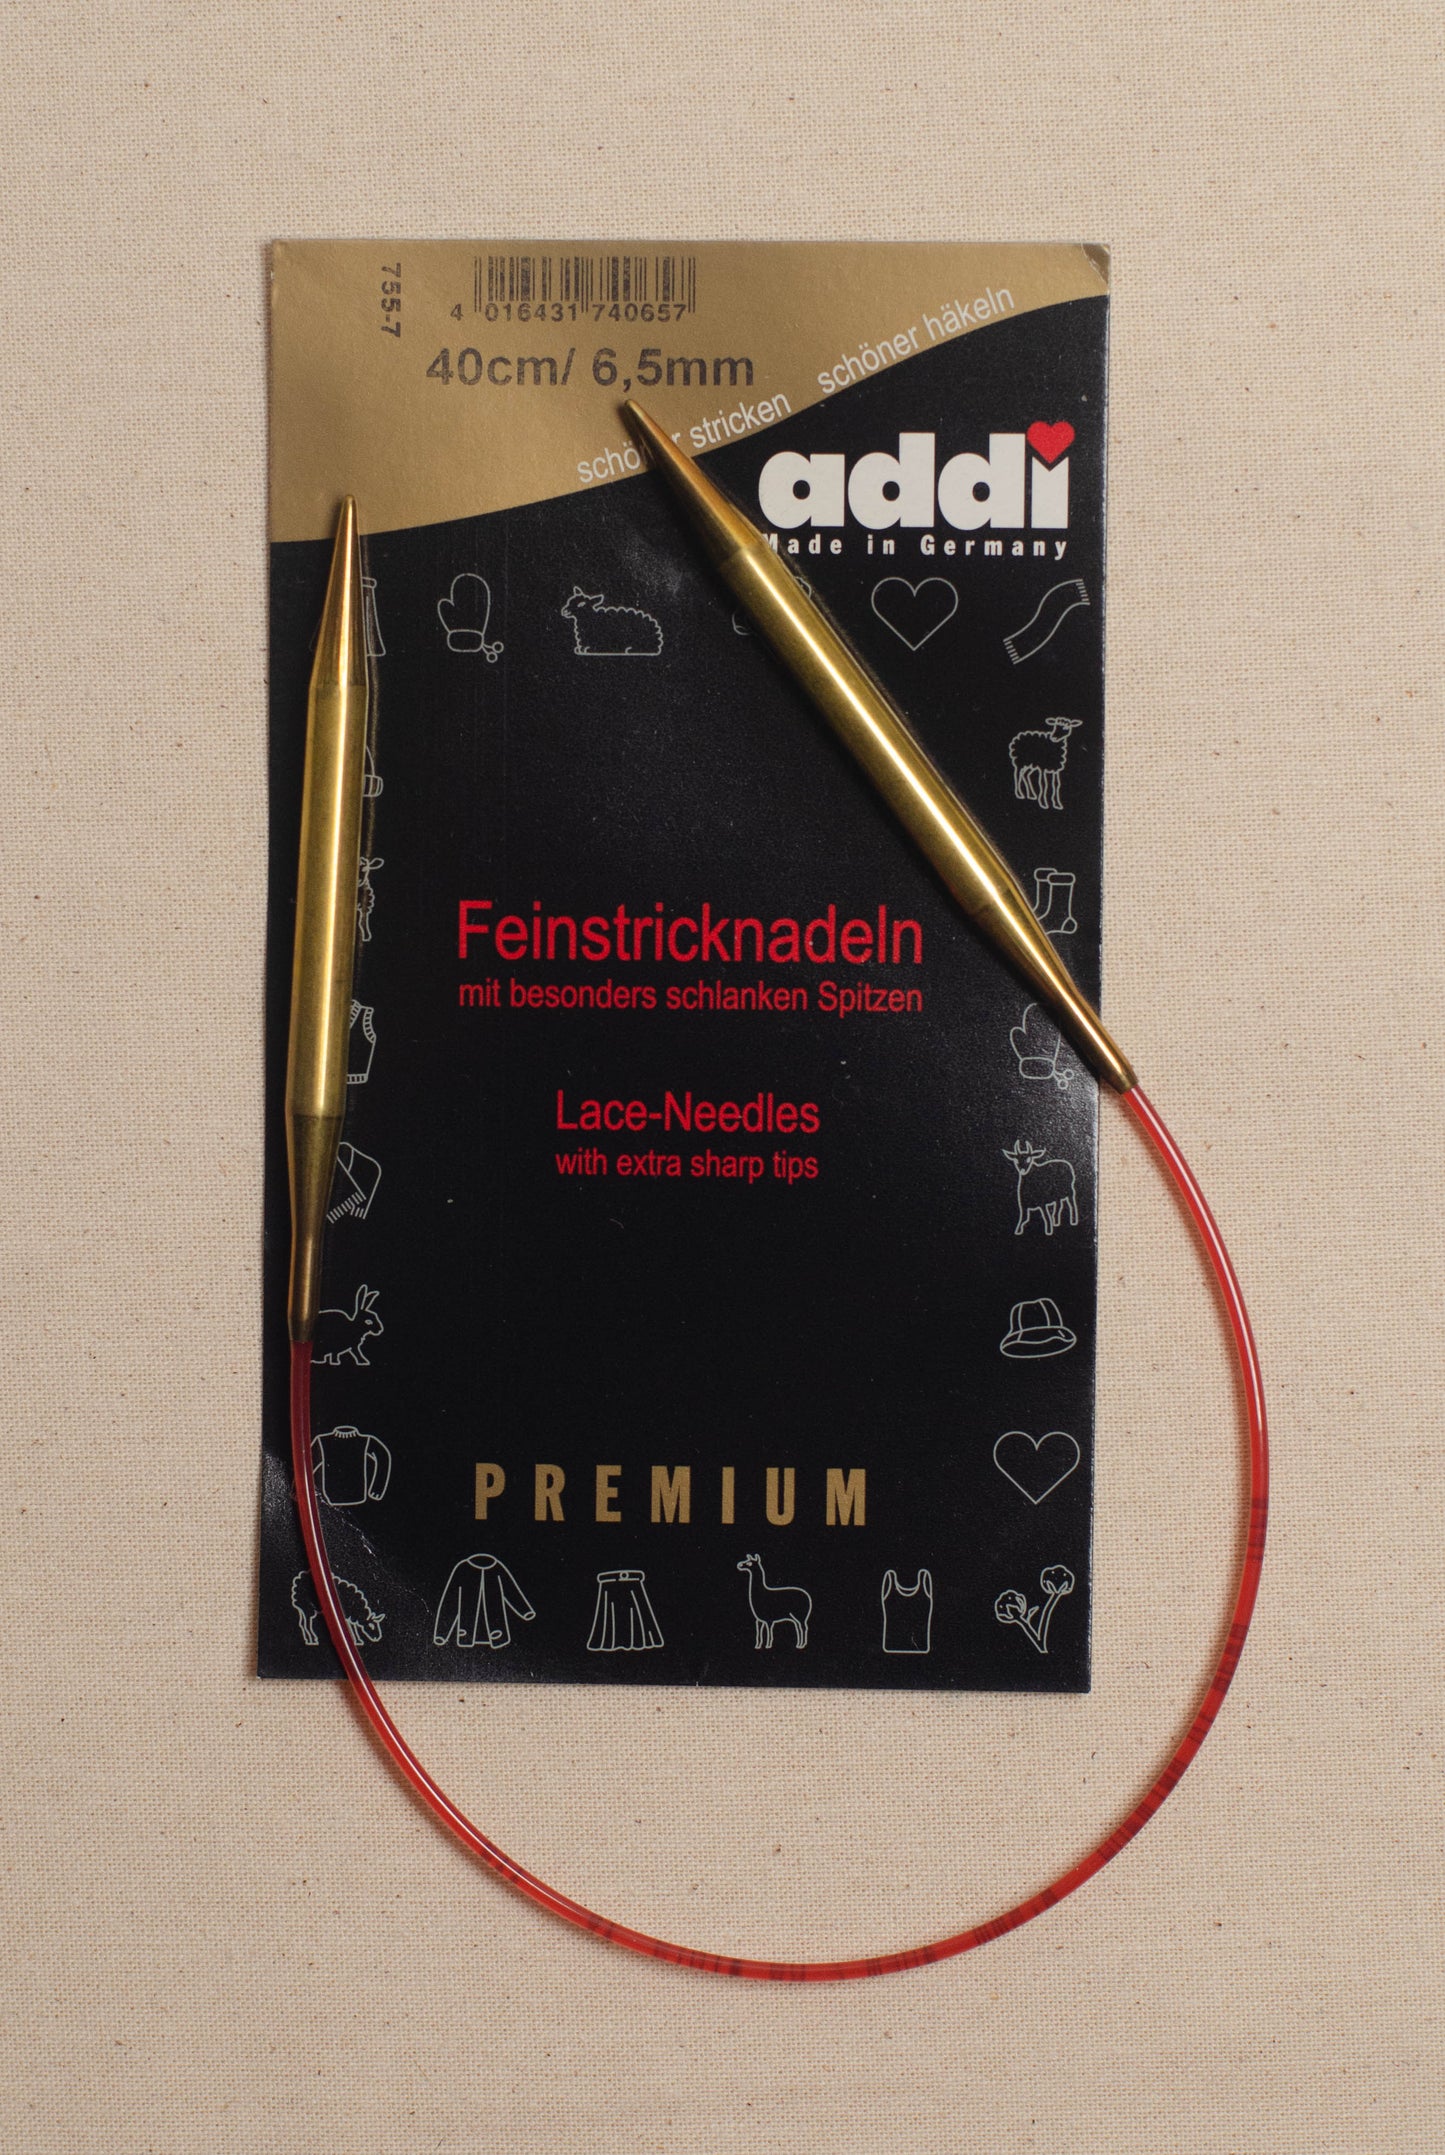 755-7
4 016431 740657
40cm/ 6,5mm
stricken schöner häkeln
addi
Made in Germany
Feinstricknadeln
mit besonders schlanken Spitzen
Lace-Needles
with extra sharp tips
PREMIUM